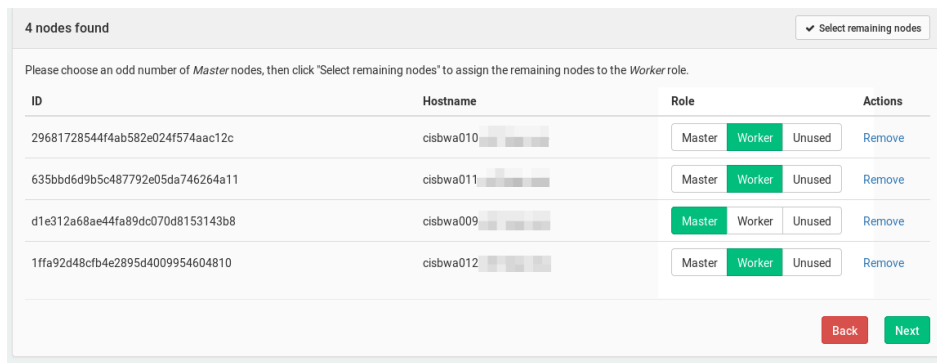 4 nodes found
Select remaining nodes
Please choose an odd number of Master nodes, then click "Select remaining nodes" to assign the remaining nodes to the Worker role.
ID Hostname Role Actions
29681728544f4ab582e024f574aac12c cisbwa010 Master Worker Unused Remove
635bbd6d9b5c487792e05da746264a11 cisbwa011 Master Worker Unused Remove
d1e312a68ae44fa89dc070d8153143b8 cisbwa009 Master Worker Unused Remove
1ffa92d48cfb4e2895d4009954604810 cisbwa012 Master Worker Unused Remove
Back Next